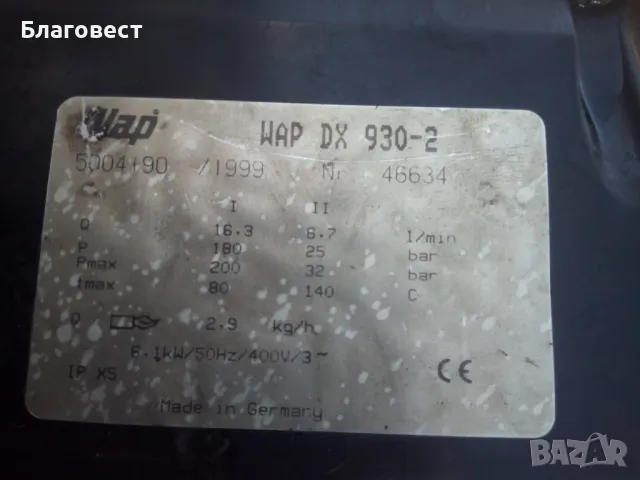 Благовест
Wap
WAP DX 930-2
/1999 Nr 46634
I II
Q 16.3 6.7 l/min
P 180 25 bar
Pmax 200 32 bar
tmax 80 140 C
Q 2.9 kg/h
6.1kW/50Hz/400V/3~
IP X5
CE
Made in Germany
BAZAR